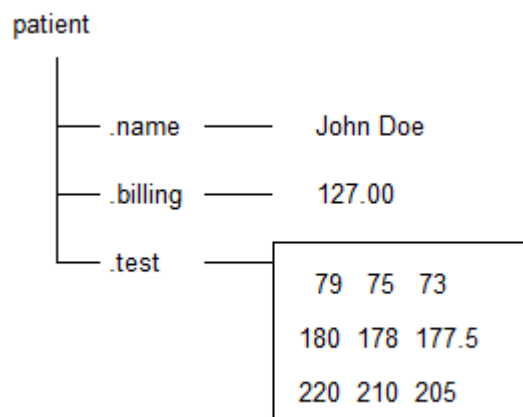 patient
.name John Doe
.billing 127.00
.test
79 75 73
180 178 177.5
220 210 205